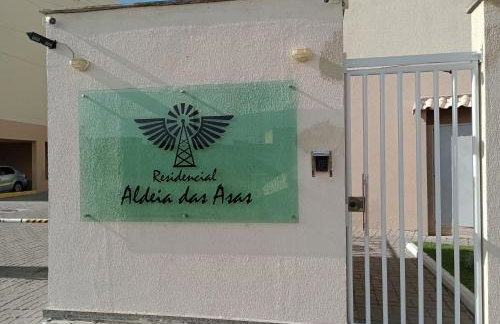 Residencial
Aldeia das Asas